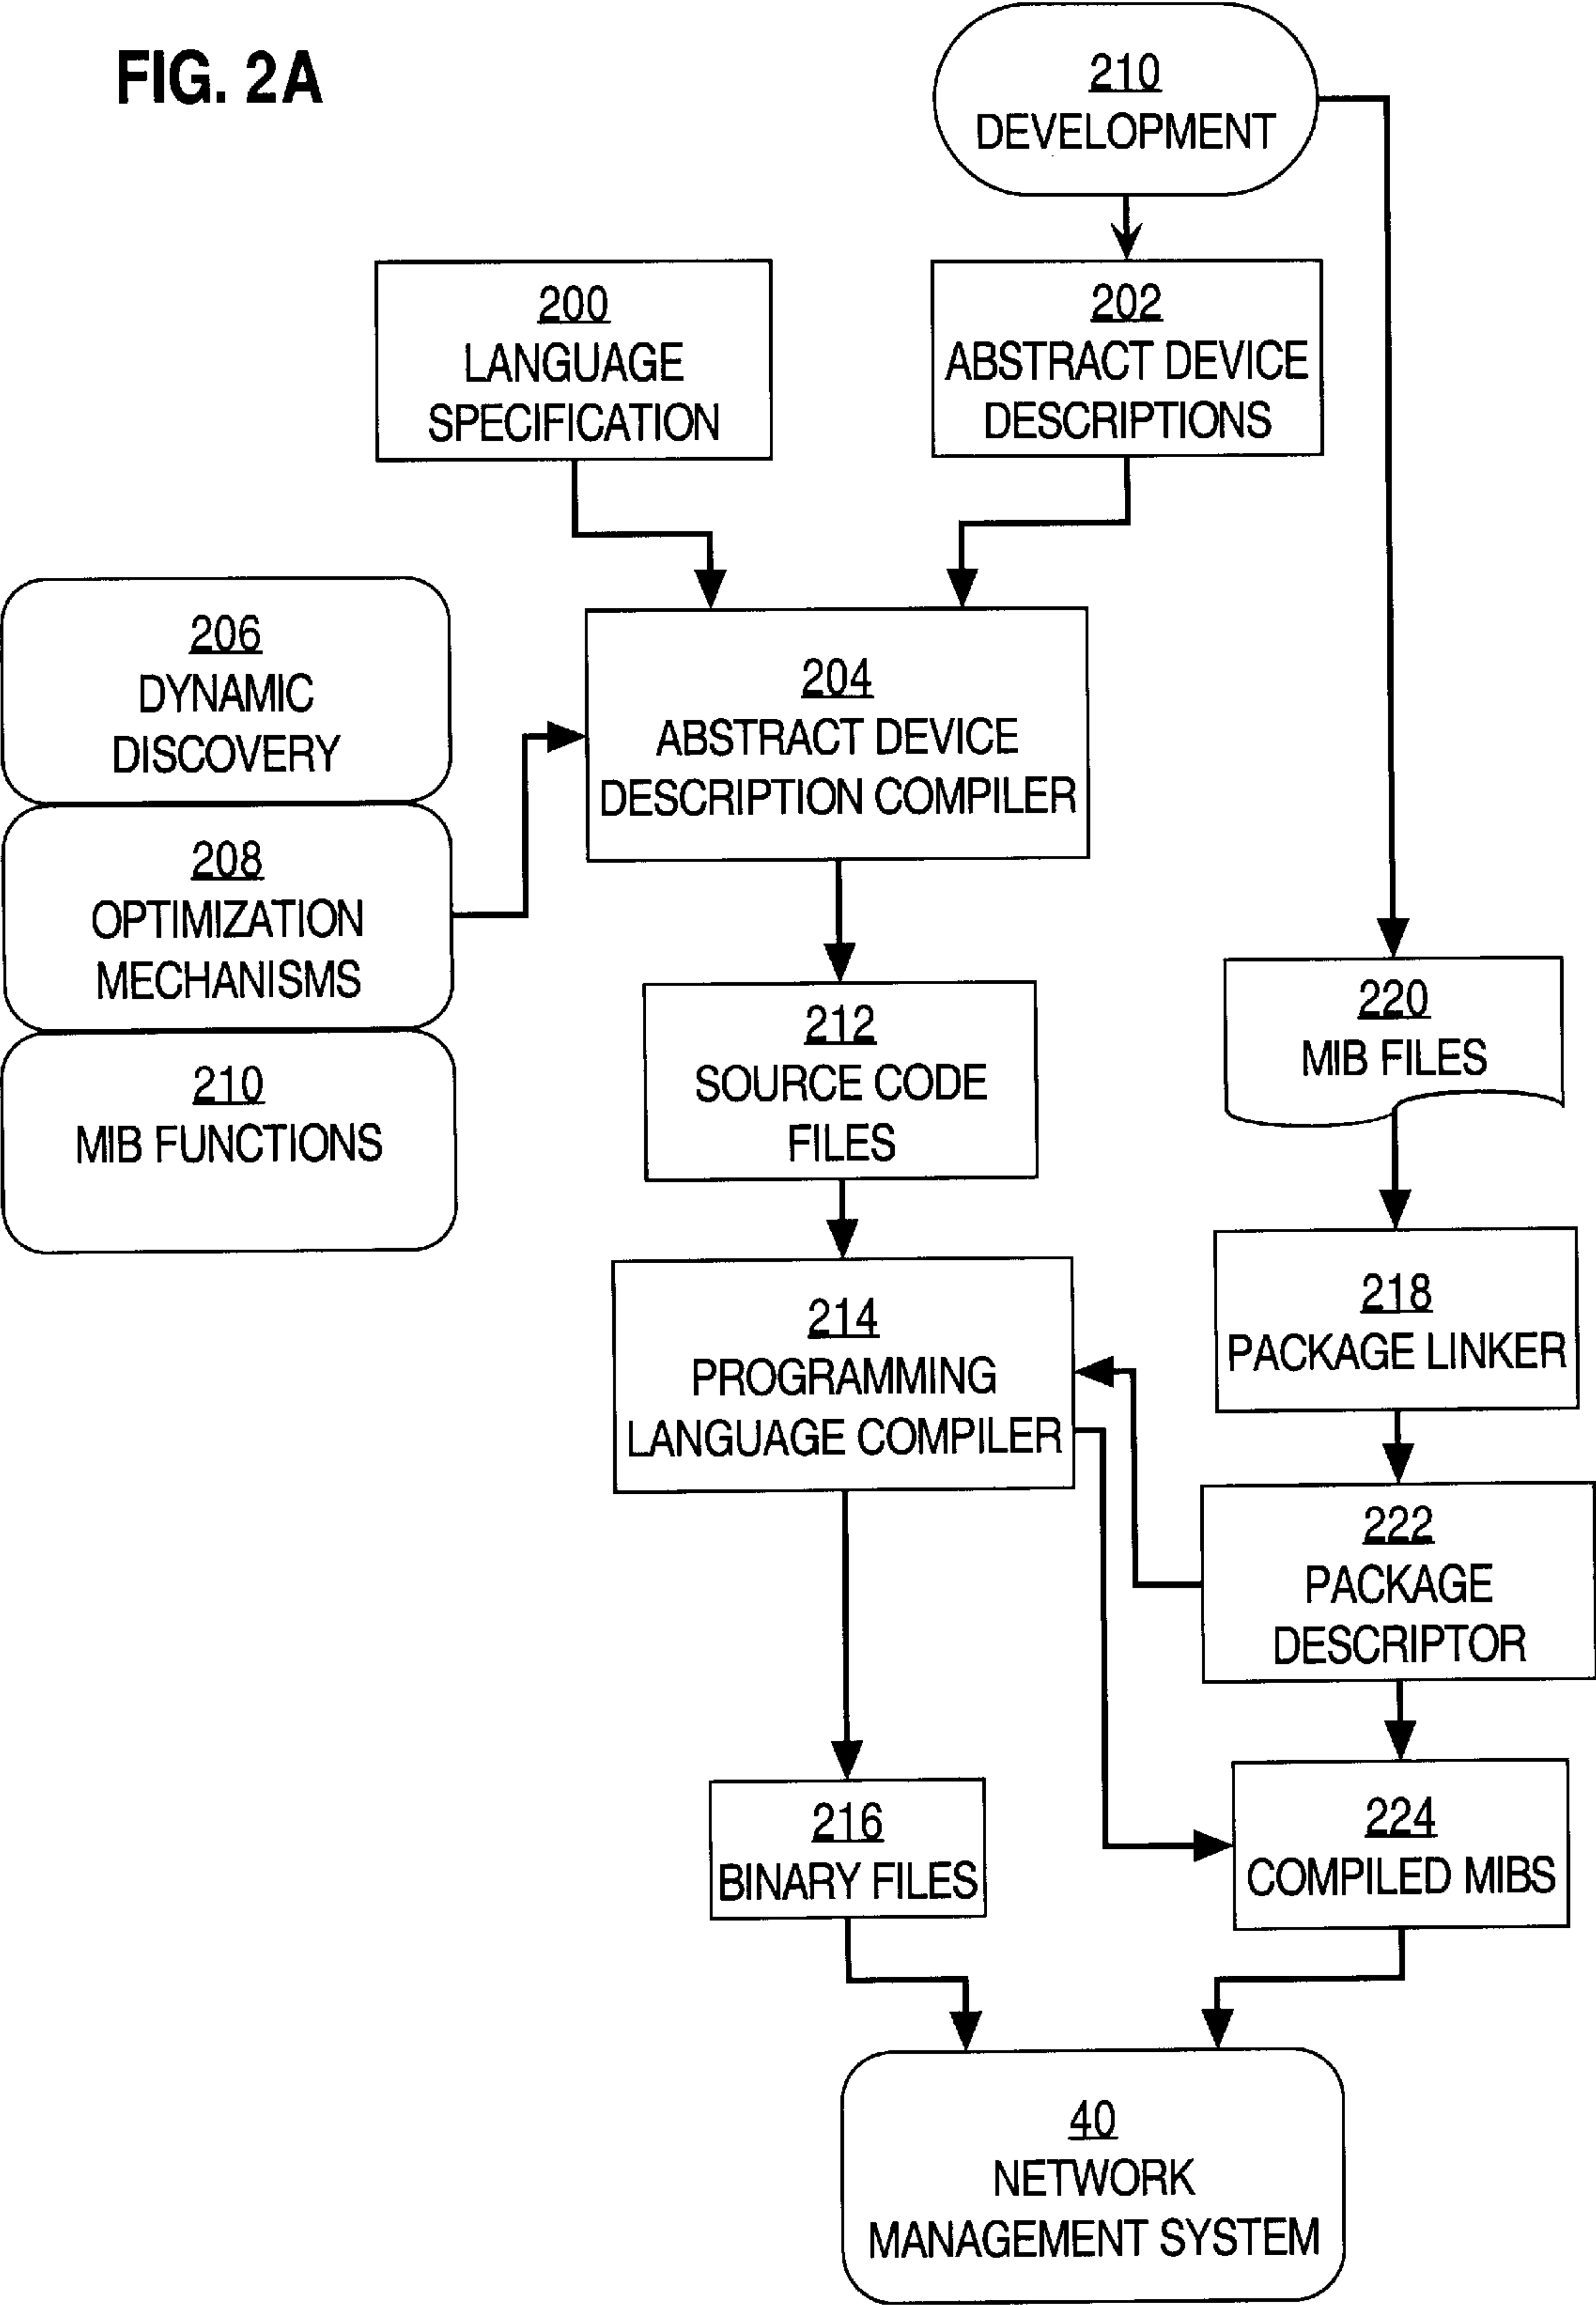 FIG. 2A
210
DEVELOPMENT
200
LANGUAGE
SPECIFICATION
202
ABSTRACT DEVICE
DESCRIPTIONS
206
DYNAMIC
DISCOVERY
204
ABSTRACT DEVICE
DESCRIPTION COMPILER
208
OPTIMIZATION
MECHANISMS
210
MIB FUNCTIONS
212
SOURCE CODE
FILES
220
MIB FILES
214
PROGRAMMING
LANGUAGE COMPILER
218
PACKAGE LINKER
222
PACKAGE
DESCRIPTOR
216
BINARY FILES
224
COMPILED MIBS
40
NETWORK
MANAGEMENT SYSTEM